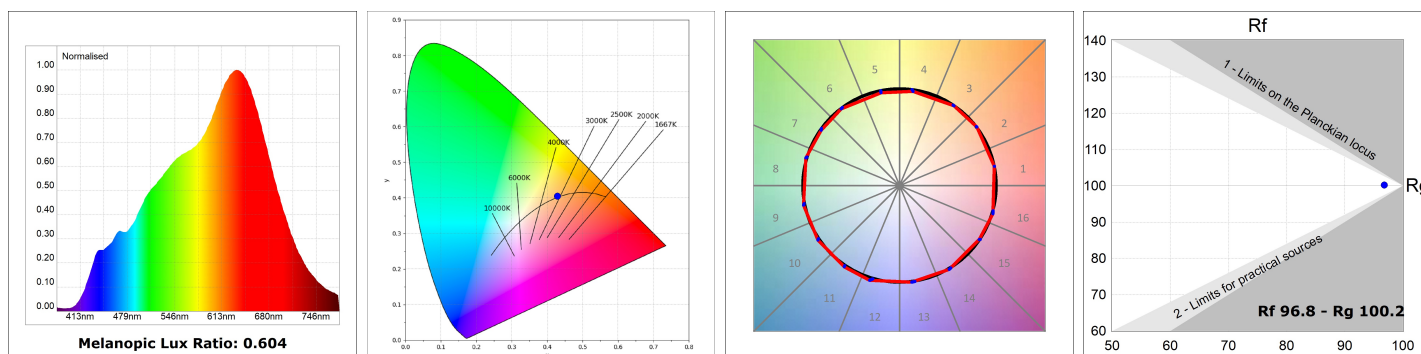 Normalised
1.00
0.90
0.80
0.70
0.60
0.50
0.40
0.30
0.20
0.10
0.00
413nm 479nm 546nm 613nm 680nm 746nm
Melanopic Lux Ratio: 0.604
0.9
0.8
0.7
0.6
0.5
0.4
0.3
0.2
0.1
0.0
y
0.0 0.1 0.2 0.3 0.4 0.5 0.6 0.7 0.8
10000K
6000K
4000K
3000K
2500K
2000K
1667K
1
2
3
4
5
6
7
8
9
10
11
12
13
14
15
16
Rf
140
130
120
110
100
90
80
70
60
50 60 70 80 90 100
Rg
1 - Limits on the Planckian locus
2 - Limits for practical sources
Rf 96.8 - Rg 100.2